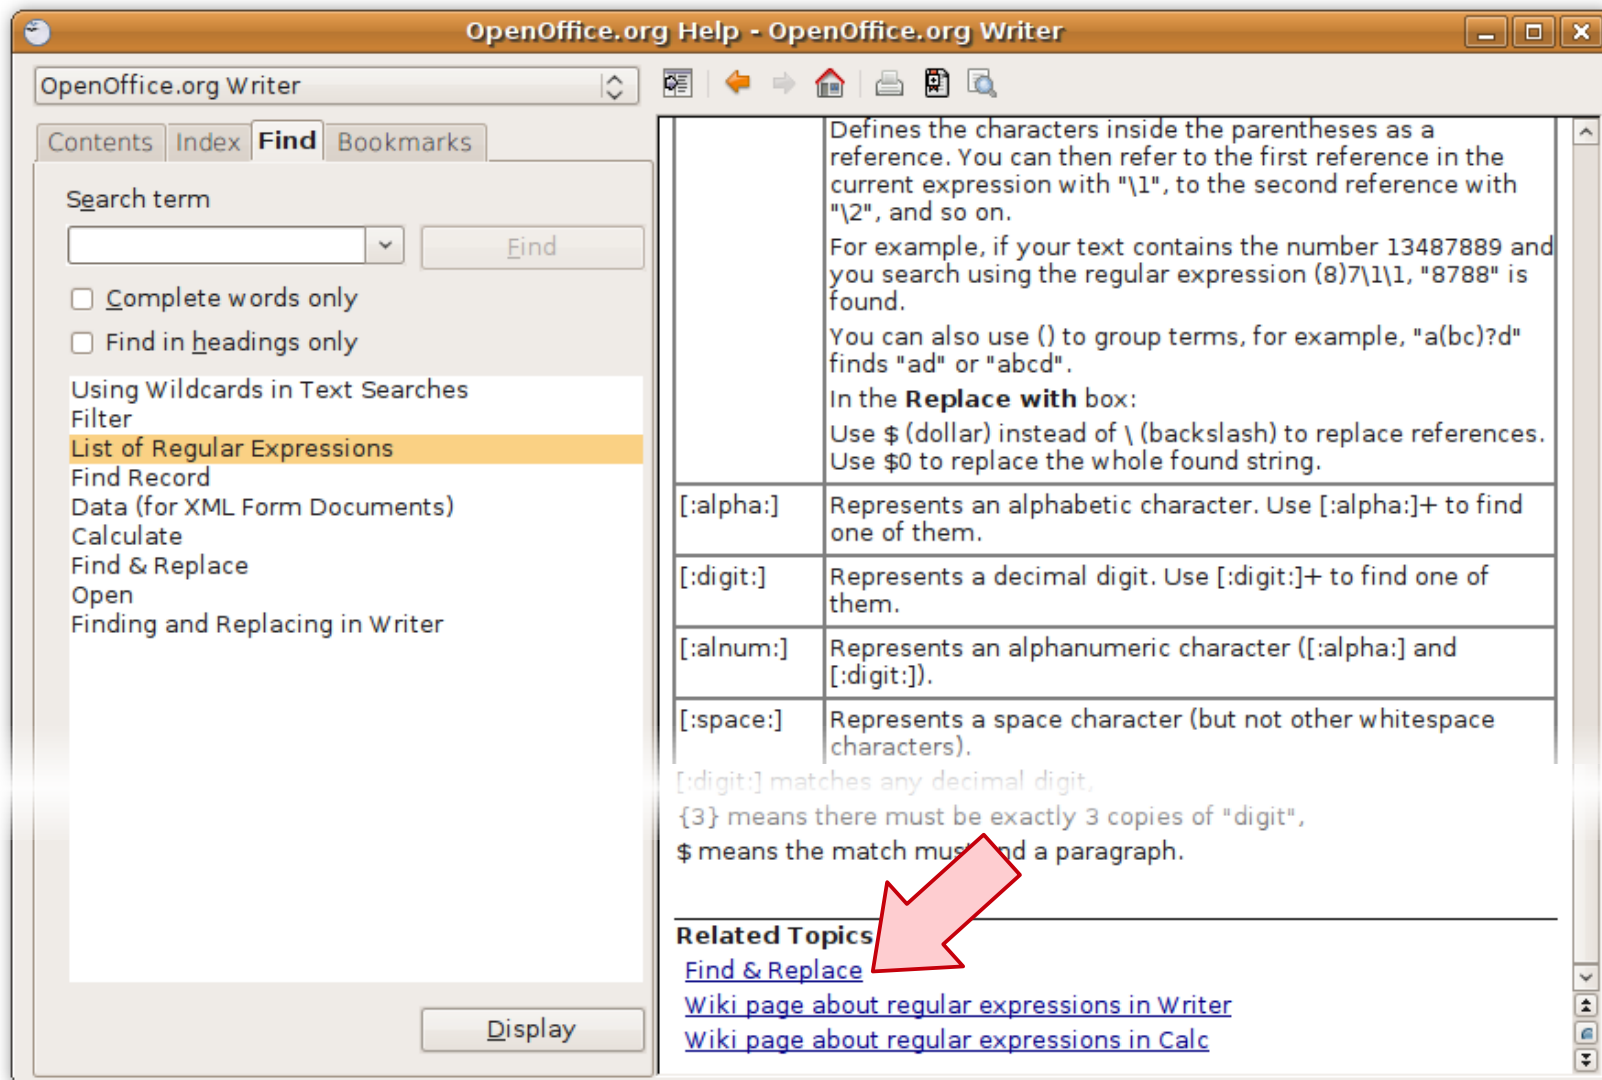 OpenOffice.org Help - OpenOffice.org Writer
OpenOffice.org Writer
Contents Index Find Bookmarks
Search term
Find
Complete words only
Find in headings only
Using Wildcards in Text Searches
Filter
List of Regular Expressions
Find Record
Data (for XML Form Documents)
Calculate
Find & Replace
Open
Finding and Replacing in Writer
Display
Defines the characters inside the parentheses as a
reference. You can then refer to the first reference in the
current expression with "\1", to the second reference with
"\2", and so on.
For example, if your text contains the number 13487889 and
you search using the regular expression (8)7\1\1, "8788" is
found.
You can also use () to group terms, for example, "a(bc)?d"
finds "ad" or "abcd".
In the Replace with box:
Use $ (dollar) instead of \ (backslash) to replace references.
Use $0 to replace the whole found string.
[:alpha:] Represents an alphabetic character. Use [:alpha:]+ to find
one of them.
[:digit:] Represents a decimal digit. Use [:digit:]+ to find one of
them.
[:alnum:] Represents an alphanumeric character ([:alpha:] and
[:digit:]).
[:space:] Represents a space character (but not other whitespace
characters).
[:digit:] matches any decimal digit,
{3} means there must be exactly 3 copies of "digit",
$ means the match must end a paragraph.
Related Topics
Find & Replace
Wiki page about regular expressions in Writer
Wiki page about regular expressions in Calc